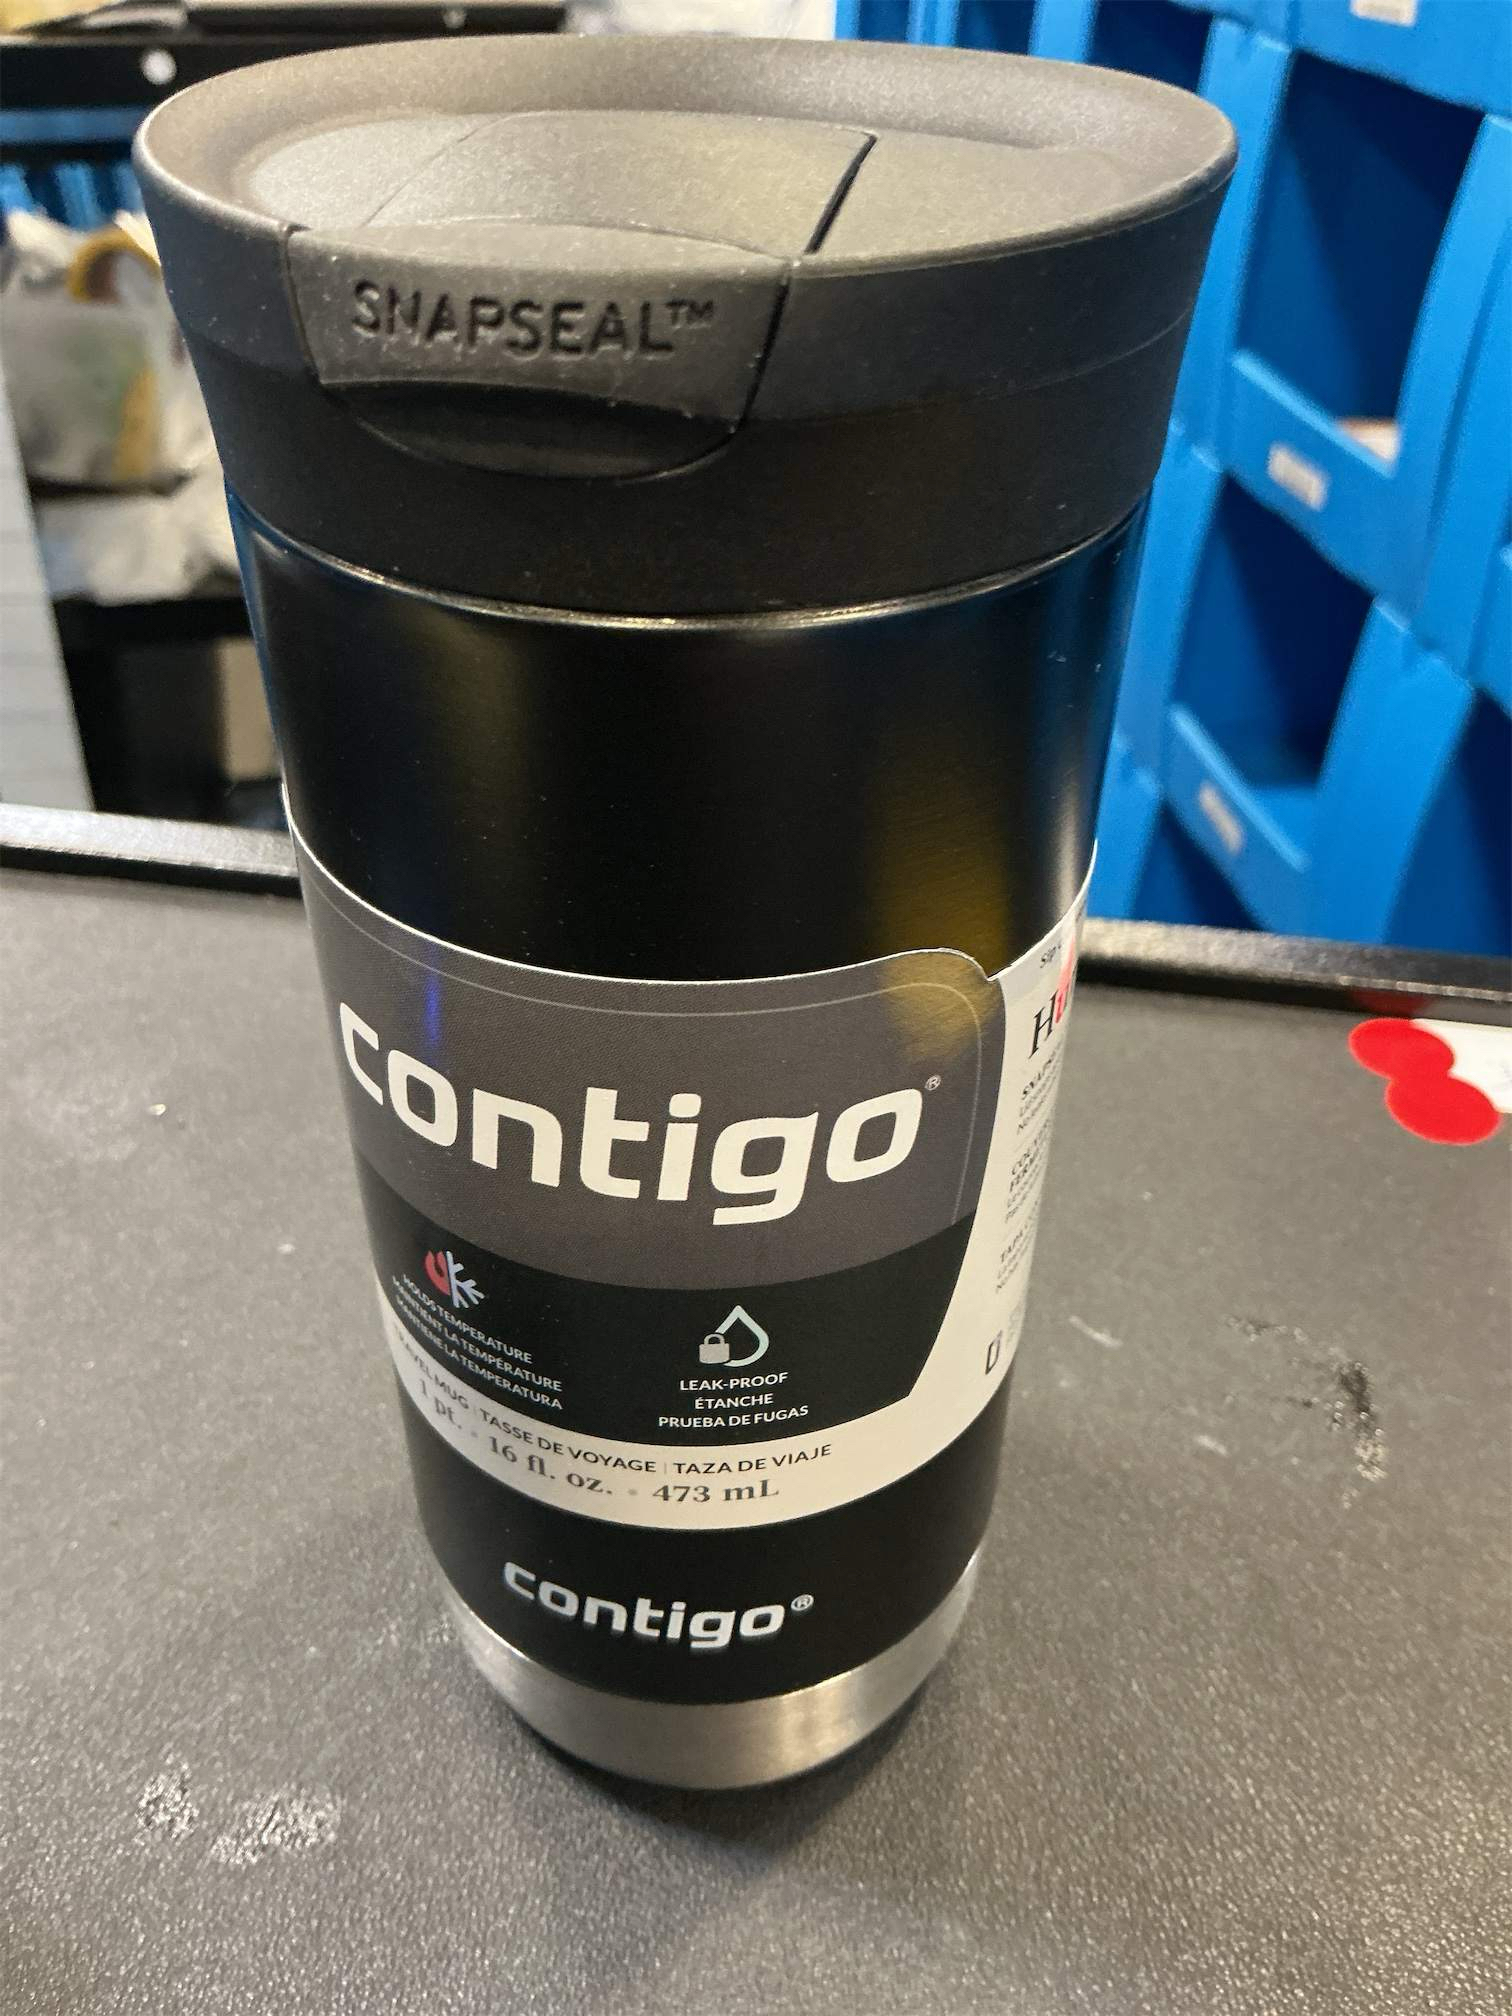 SNAPSEAL™
contigo®
HOLDS TEMPERATURE
MAINTIENT LA TEMPÉRATURE
MANTIENE LA TEMPERATURA
LEAK-PROOF
ÉTANCHE
PRUEBA DE FUGAS
TRAVEL MUG | TASSE DE VOYAGE | TAZA DE VIAJE
1 pt. • 16 fl. oz. • 473 mL
contigo®